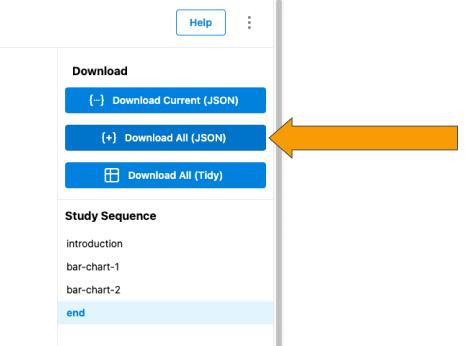 Help
Download
Download Current (JSON)
Download All (JSON)
Download All (Tidy)
Study Sequence
introduction
bar-chart-1
bar-chart-2
end